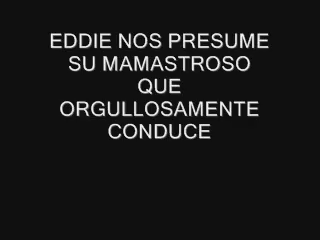 EDDIE NOS PRESUME
SU MAMASTROSO
QUE
ORGULLOSAMENTE
CONDUCE